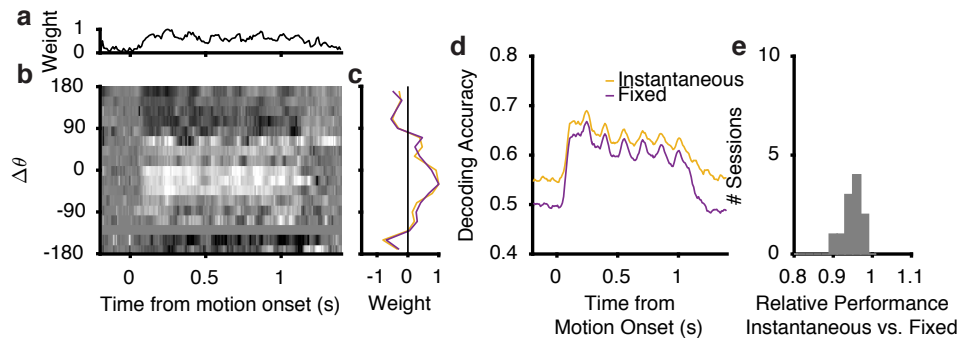 a
Weight
1
0
b
Δθ
180
90
0
-90
-180
0
0.5
1
Time from motion onset (s)
c
-1
0
1
Weight
d
Decoding Accuracy
0.8
0.7
0.6
0.5
0.4
Instantaneous
Fixed
0
0.5
1
Time from
Motion Onset (s)
e
# Sessions
10
5
0
0.8
0.9
1
1.1
Relative Performance
Instantaneous vs. Fixed